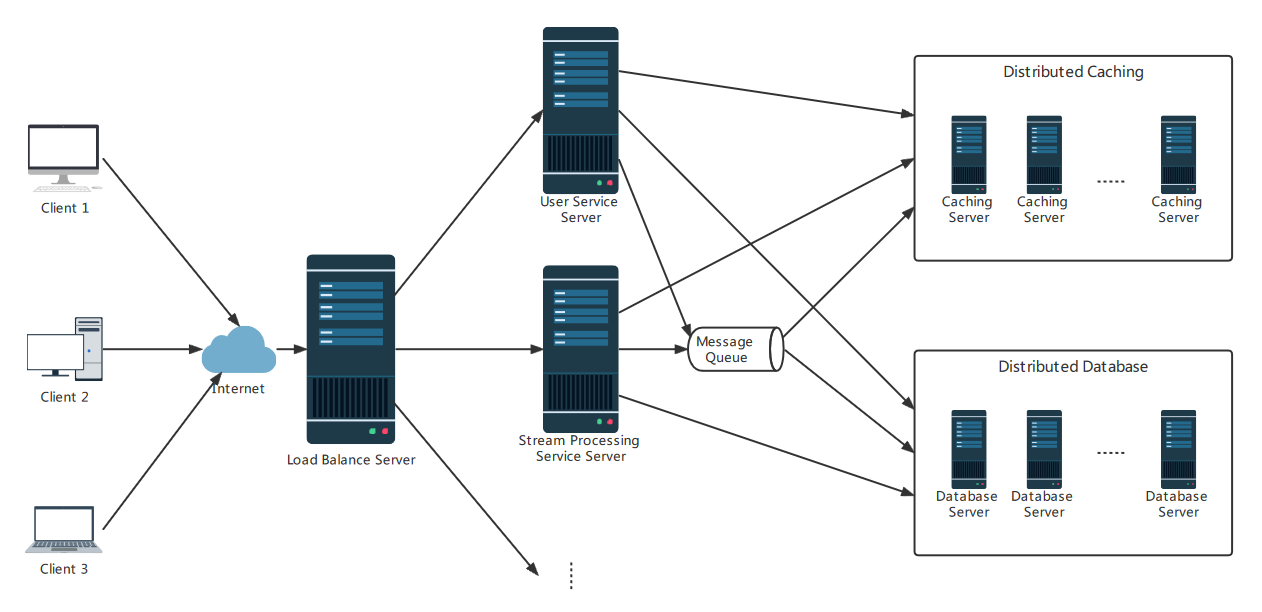 Client 1
Client 2
Client 3
Internet
Load Balance Server
User Service
Server
Stream Processing
Service Server
Message
Queue
Distributed Caching
Caching
Server
Caching
Server
.....
Caching
Server
Distributed Database
Database
Server
Database
Server
.....
Database
Server